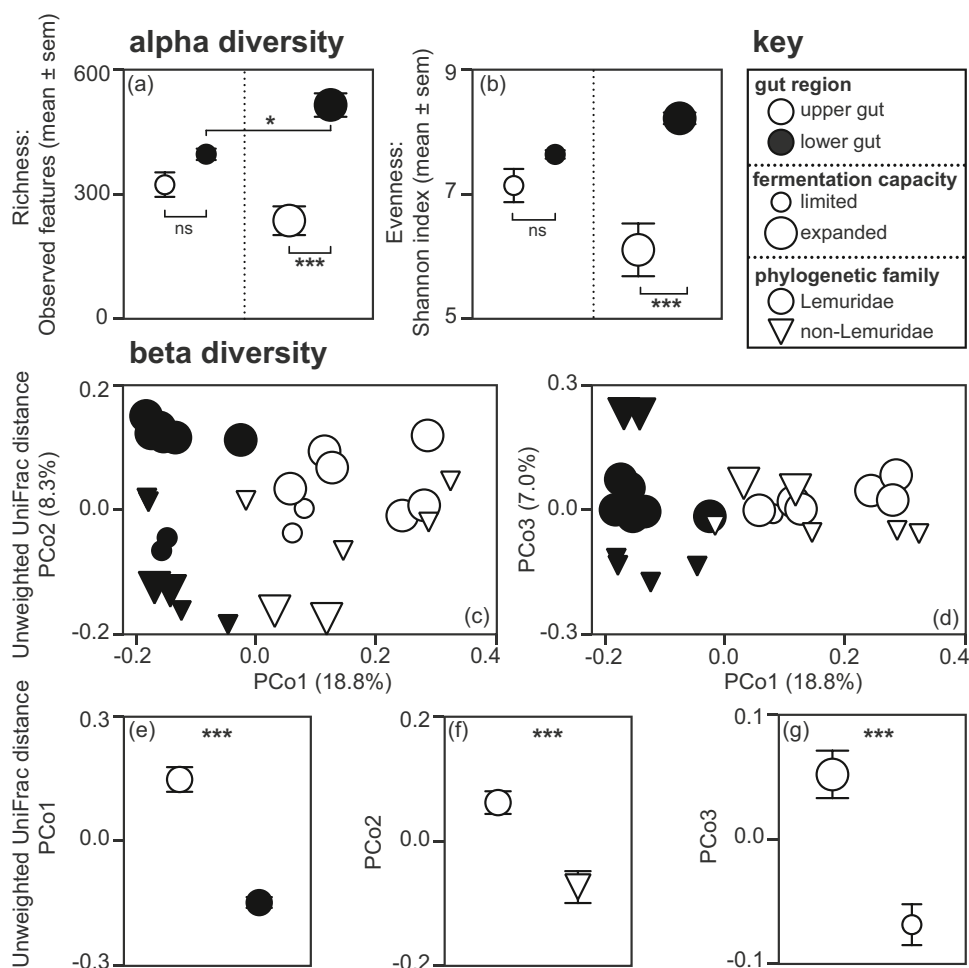 alpha diversity
key
Richness:
Observed features (mean ± sem)
600
300
0
(a)
*
ns
***
Evenness:
Shannon index (mean ± sem)
9
7
5
(b)
ns
***
gut region
upper gut
lower gut
fermentation capacity
limited
expanded
phylogenetic family
Lemuridae
non-Lemuridae
beta diversity
Unweighted UniFrac distance
PCo2 (8.3%)
0.2
0.0
-0.2
(c)
-0.2
0.0
0.2
0.4
PCo1 (18.8%)
PCo3 (7.0%)
0.3
0.0
-0.3
(d)
-0.2
0.0
0.2
0.4
PCo1 (18.8%)
Unweighted UniFrac distance
PCo1
0.3
0.0
-0.3
(e)
***
PCo2
0.2
0.0
-0.2
(f)
***
PCo3
0.1
0.0
-0.1
(g)
***